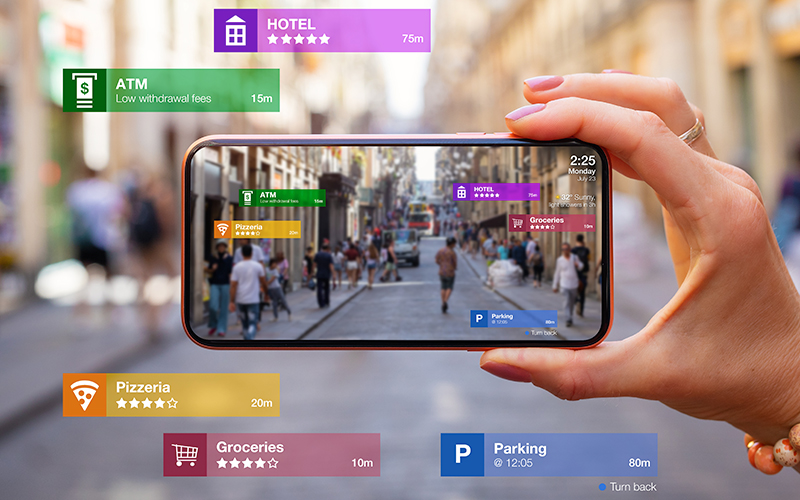 HOTEL
75m
ATM
Low withdrawal fees 15m
2:25
Monday
July 23
32° Sunny,
light showers in 3h
ATM
Low withdrawal fees 15m
HOTEL
75m
Pizzeria
20m
Groceries
10m
Parking
@ 12:05 80m
Turn back
Pizzeria
20m
Groceries
10m
P Parking
@ 12:05 80m
Turn back